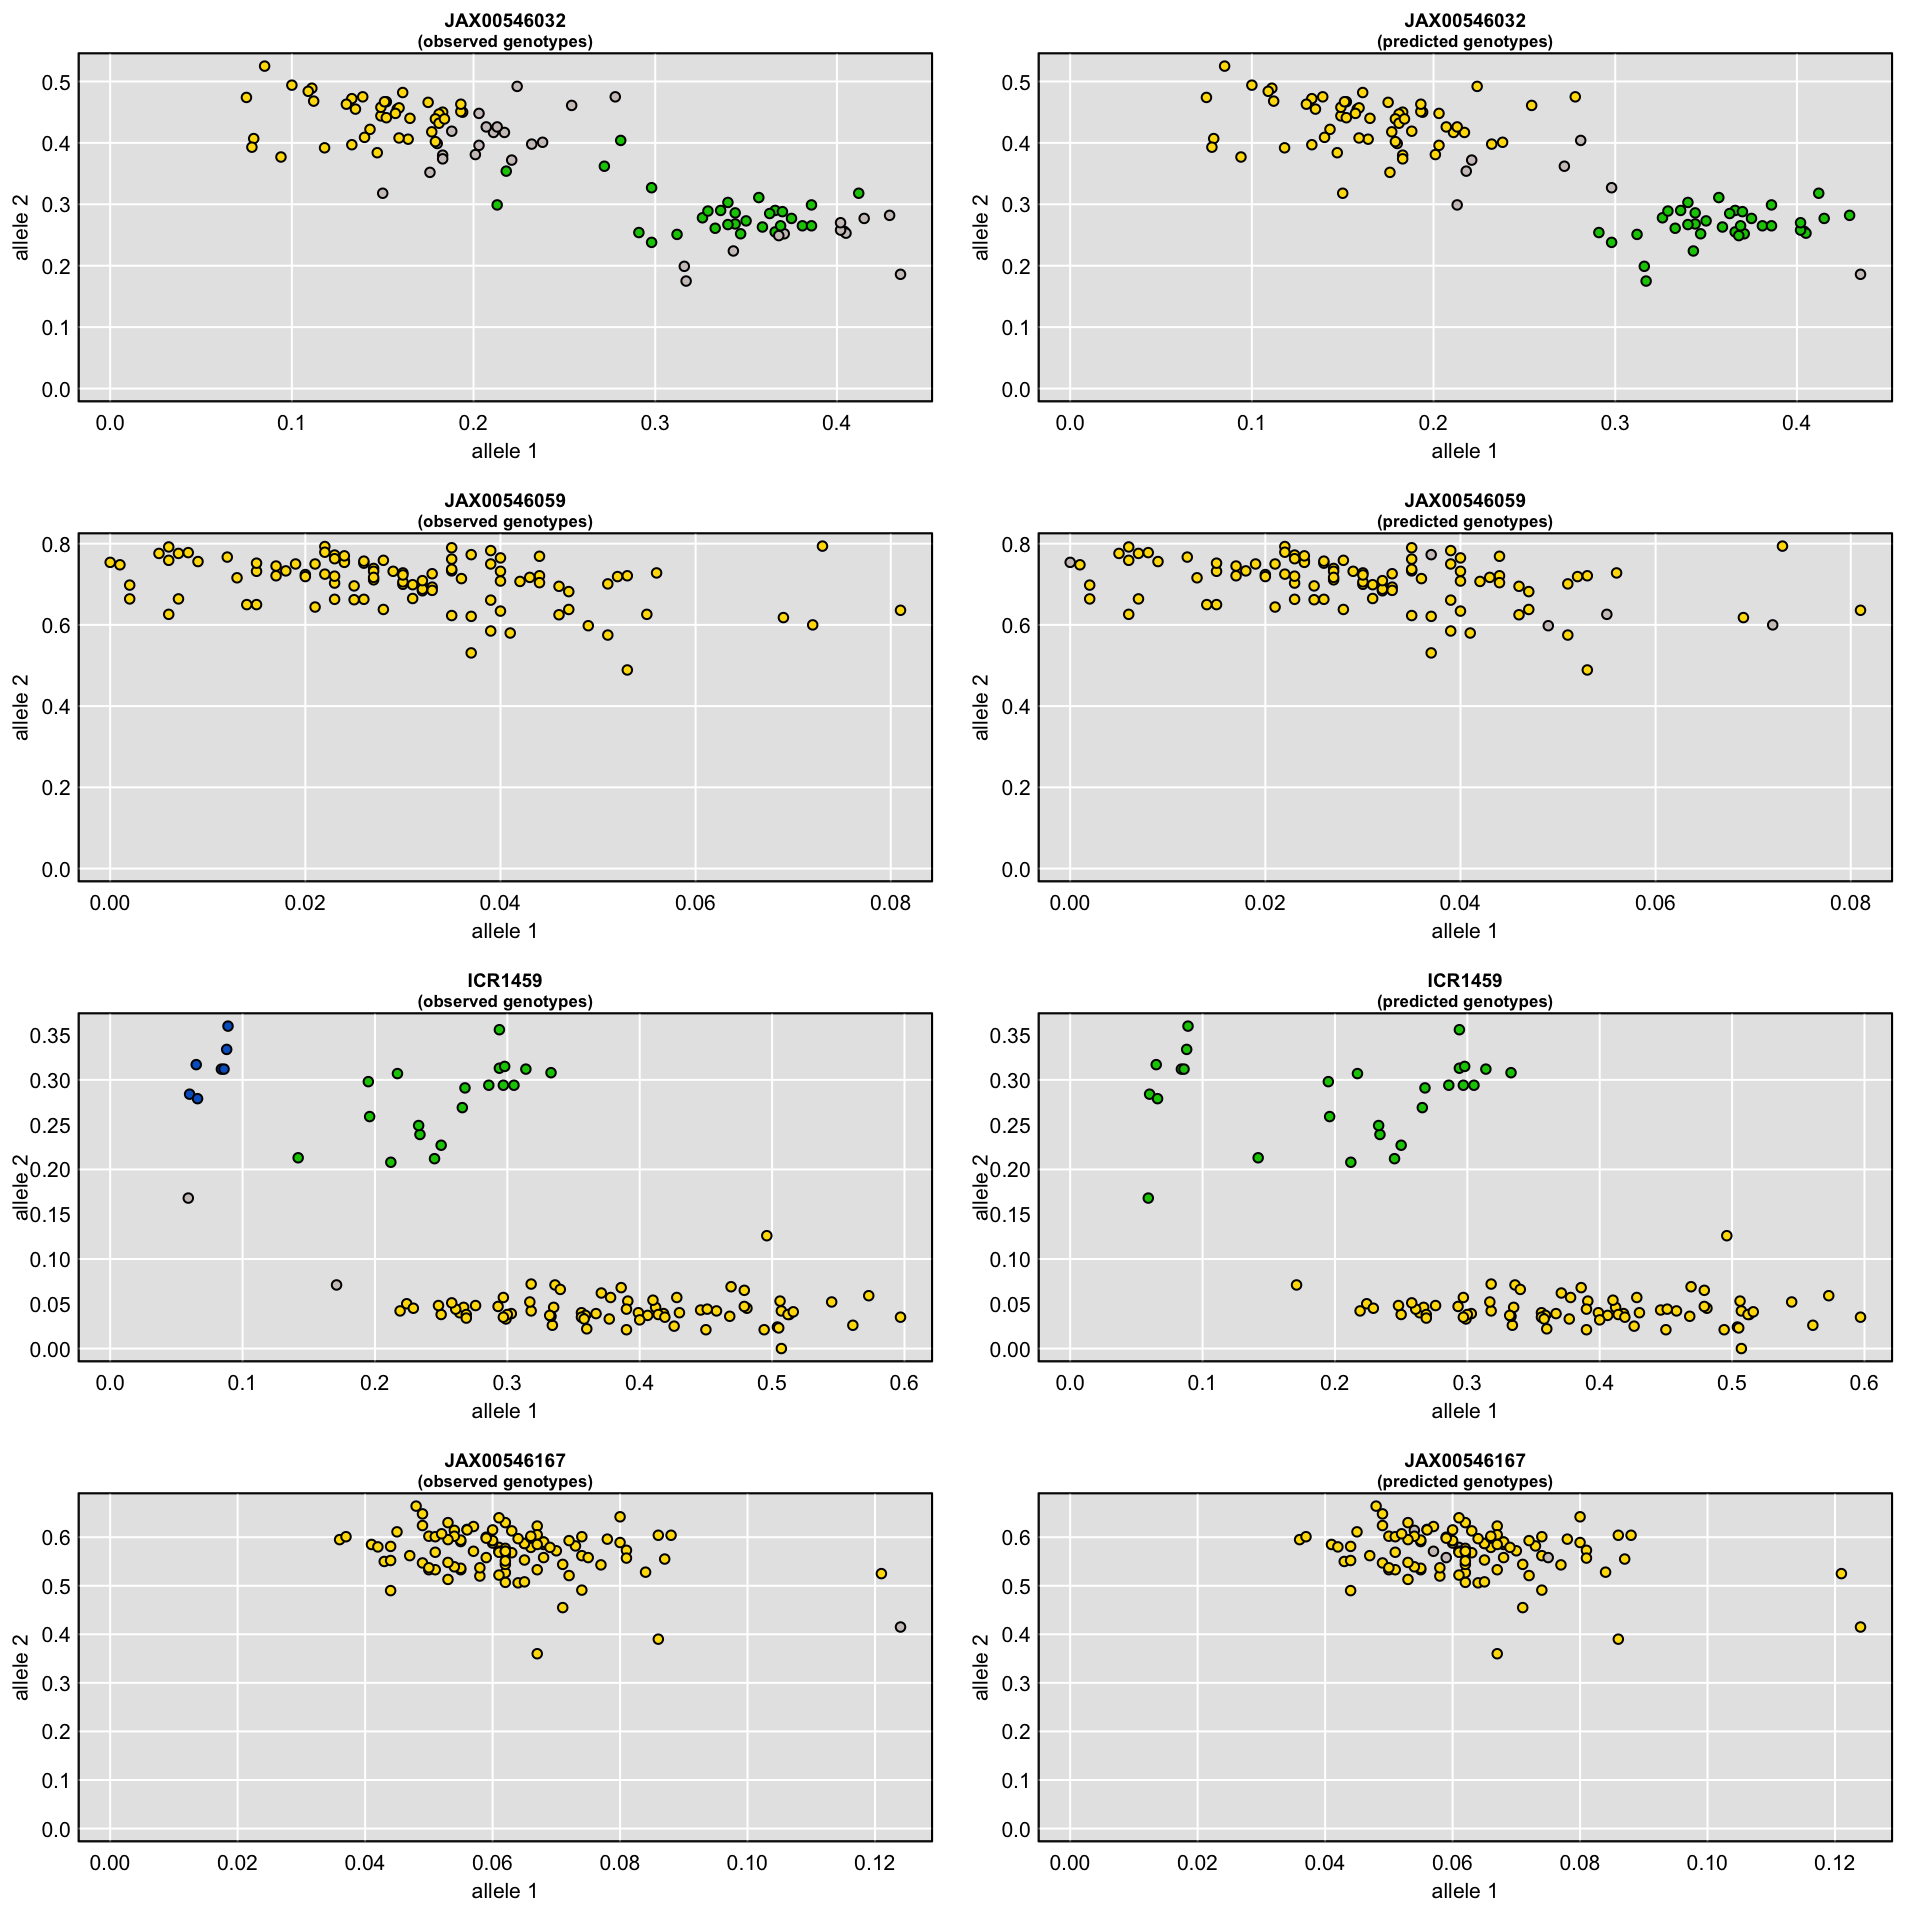 JAX00546032
(observed genotypes)
allele 2
0.5
0.4
0.3
0.2
0.1
0.0
0.0 0.1 0.2 0.3 0.4
allele 1
JAX00546032
(predicted genotypes)
allele 2
0.5
0.4
0.3
0.2
0.1
0.0
0.0 0.1 0.2 0.3 0.4
allele 1
JAX00546059
(observed genotypes)
allele 2
0.8
0.6
0.4
0.2
0.0
0.00 0.02 0.04 0.06 0.08
allele 1
JAX00546059
(predicted genotypes)
allele 2
0.8
0.6
0.4
0.2
0.0
0.00 0.02 0.04 0.06 0.08
allele 1
ICR1459
(observed genotypes)
allele 2
0.35
0.30
0.25
0.20
0.15
0.10
0.05
0.00
0.0 0.1 0.2 0.3 0.4 0.5 0.6
allele 1
ICR1459
(predicted genotypes)
allele 2
0.35
0.30
0.25
0.20
0.15
0.10
0.05
0.00
0.0 0.1 0.2 0.3 0.4 0.5 0.6
allele 1
JAX00546167
(observed genotypes)
allele 2
0.6
0.5
0.4
0.3
0.2
0.1
0.0
0.00 0.02 0.04 0.06 0.08 0.10 0.12
allele 1
JAX00546167
(predicted genotypes)
allele 2
0.6
0.5
0.4
0.3
0.2
0.1
0.0
0.00 0.02 0.04 0.06 0.08 0.10 0.12
allele 1